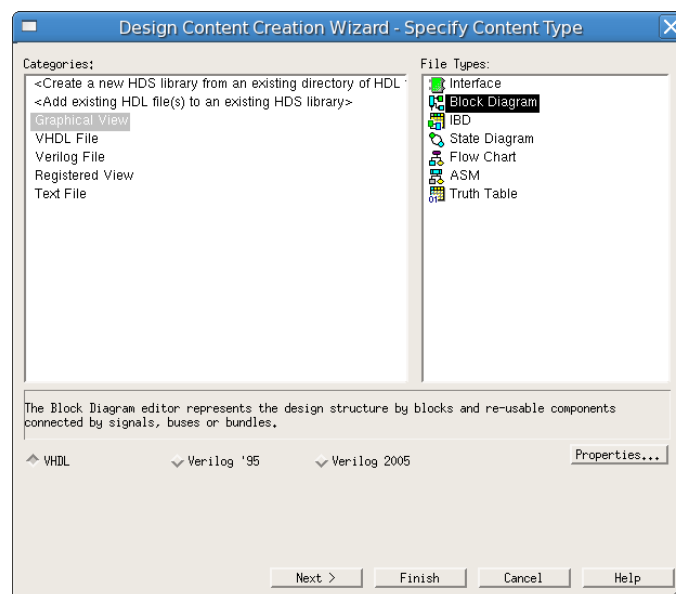 Design Content Creation Wizard - Specify Content Type
Categories:
File Types:
<Create a new HDS library from an existing directory of HDL
<Add existing HDL file(s) to an existing HDS library>
Graphical View
VHDL File
Verilog File
Registered View
Text File
Interface
Block Diagram
IBD
State Diagram
Flow Chart
ASM
Truth Table
The Block Diagram editor represents the design structure by blocks and re-usable components
connected by signals, buses or bundles.
VHDL
Verilog '95
Verilog 2005
Properties...
Next >
Finish
Cancel
Help